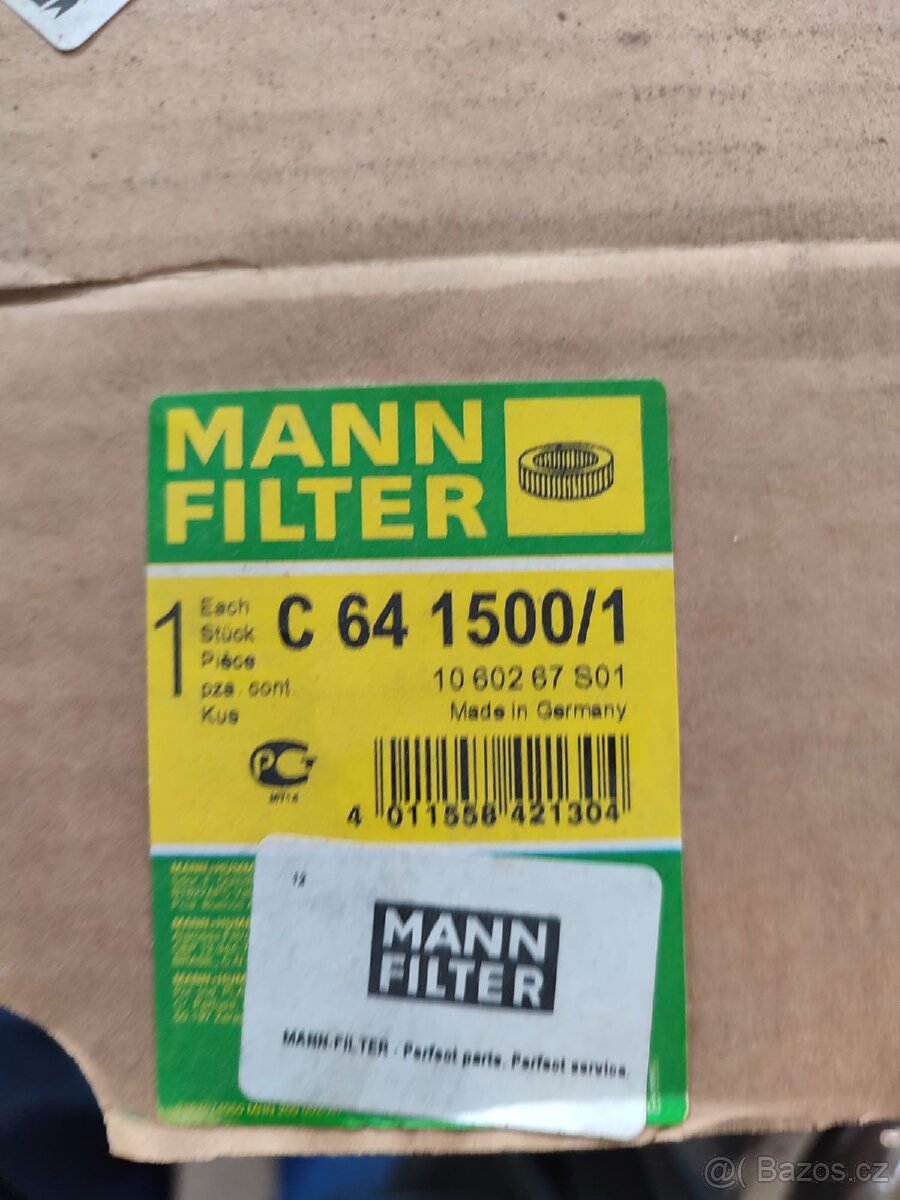 MANN
FILTER
1
Each
Stück
Pièce
pza. cont.
Kus
C 64 1500/1
10 602 67 S01
Made in Germany
4 011558 421304
12
MANN
FILTER
MANN-FILTER - Perfect parts. Perfect service.
@( Bazos.cz